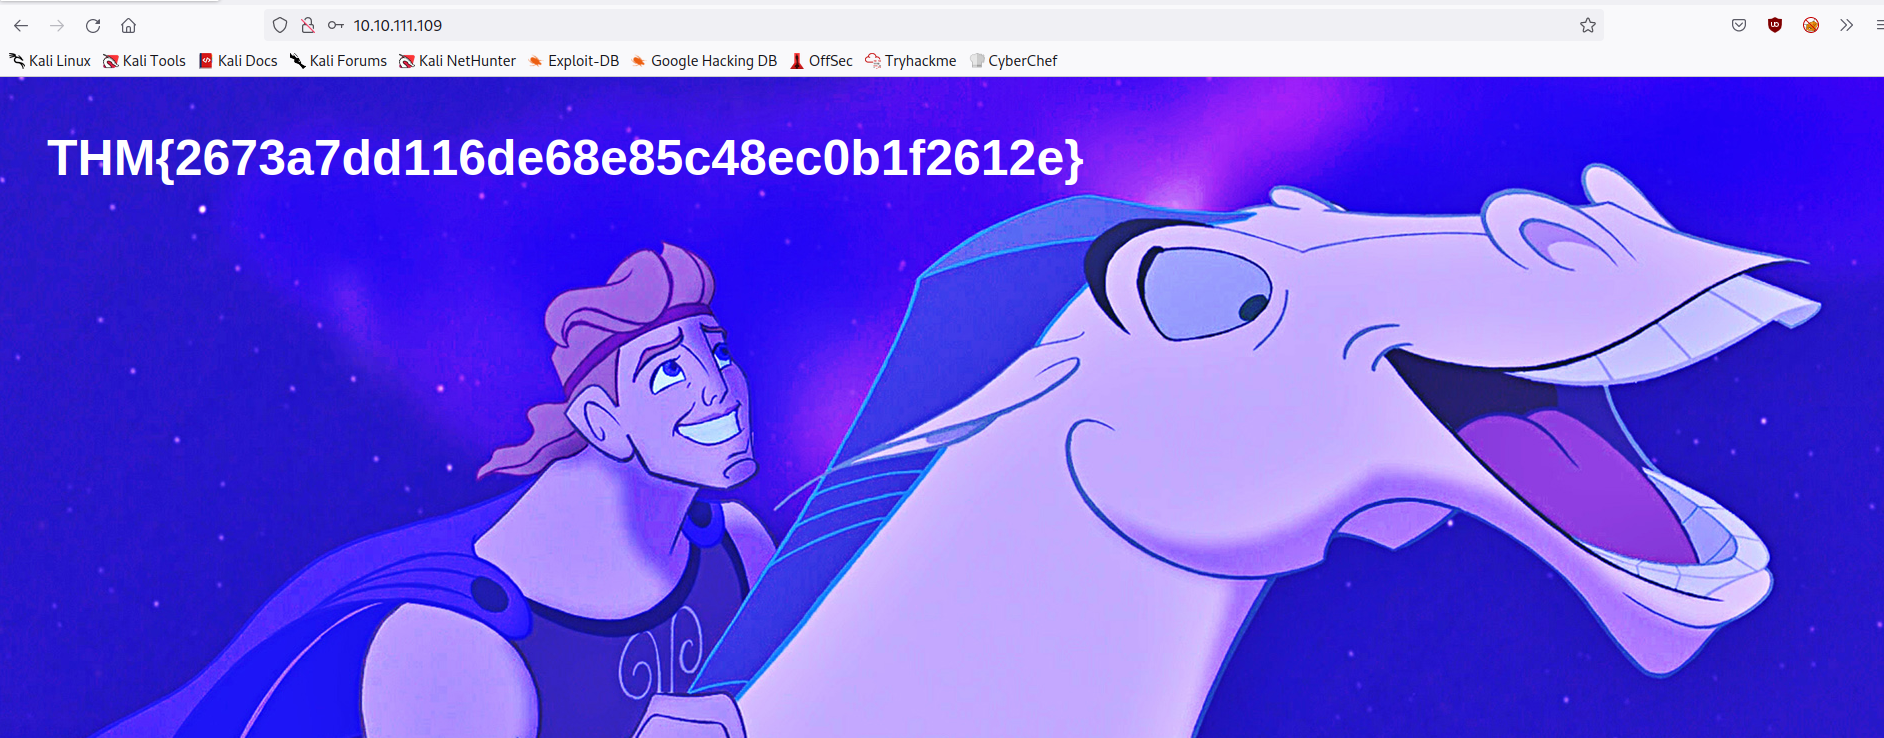 10.10.111.109
Kali Linux Kali Tools Kali Docs Kali Forums Kali NetHunter Exploit-DB Google Hacking DB OffSec Tryhackme CyberChef
THM{2673a7dd116de68e85c48ec0b1f2612e}